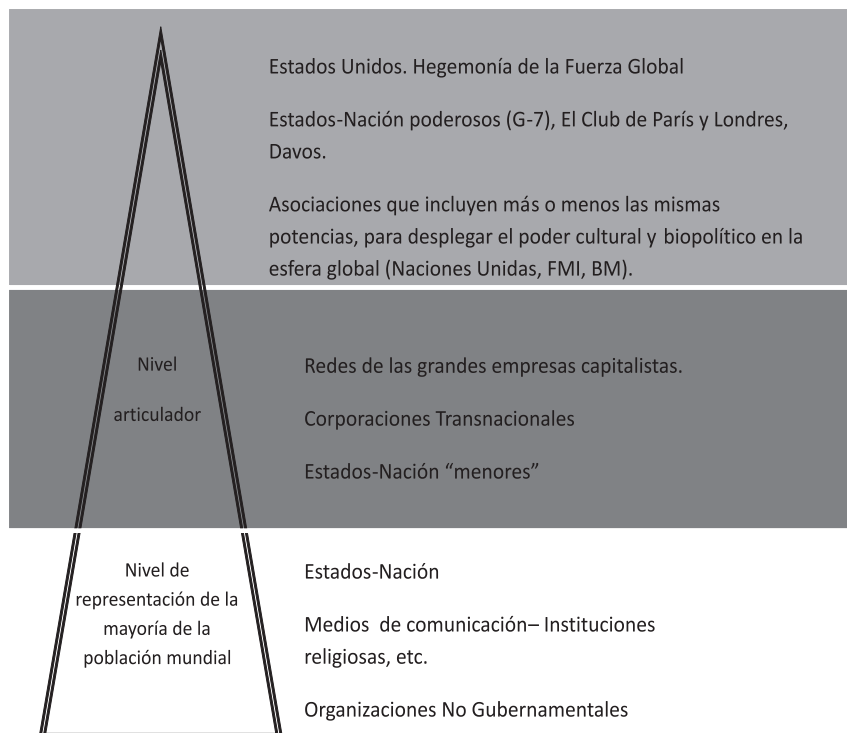 Estados Unidos. Hegemonía de la Fuerza Global
Estados-Nación poderosos (G-7), El Club de París y Londres,
Davos.
Asociaciones que incluyen más o menos las mismas
potencias, para desplegar el poder cultural y biopolítico en la
esfera global (Naciones Unidas, FMI, BM).
Nivel
articulador
Redes de las grandes empresas capitalistas.
Corporaciones Transnacionales
Estados-Nación “menores”
Nivel de
representación de la
mayoría de la
población mundial
Estados-Nación
Medios de comunicación– Instituciones
religiosas, etc.
Organizaciones No Gubernamentales